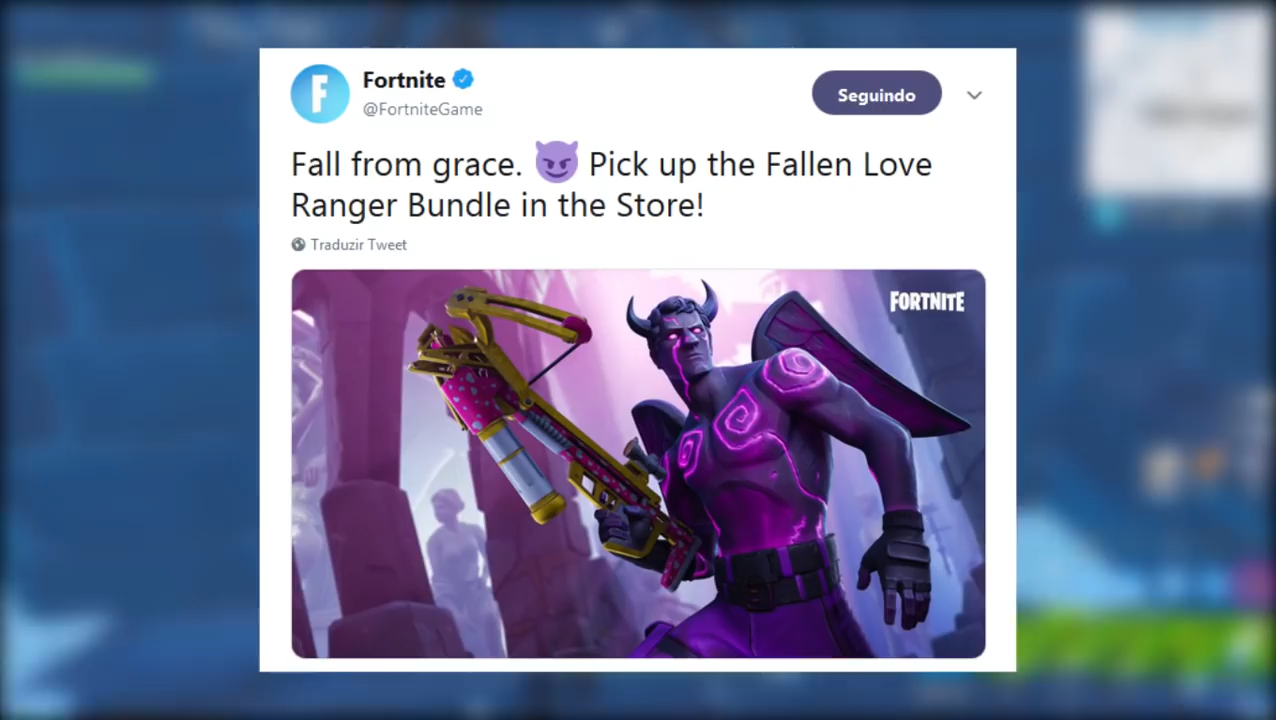 Fortnite
@FortniteGame
Seguindo
Fall from grace. 😈 Pick up the Fallen Love
Ranger Bundle in the Store!
Traduzir Tweet
FORTNITE